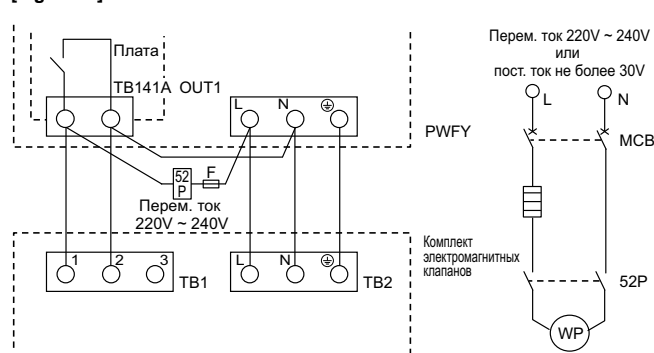 Перем. ток 220V ~ 240V
или
пост. ток не более 30V
L N
MCB
52P
WP
Плата
TB141A OUT1
L N
PWFY
52
P
F
Перем. ток
220V ~ 240V
Комплект
электромагнитных
клапанов
1 2 3
TB1
L N
TB2